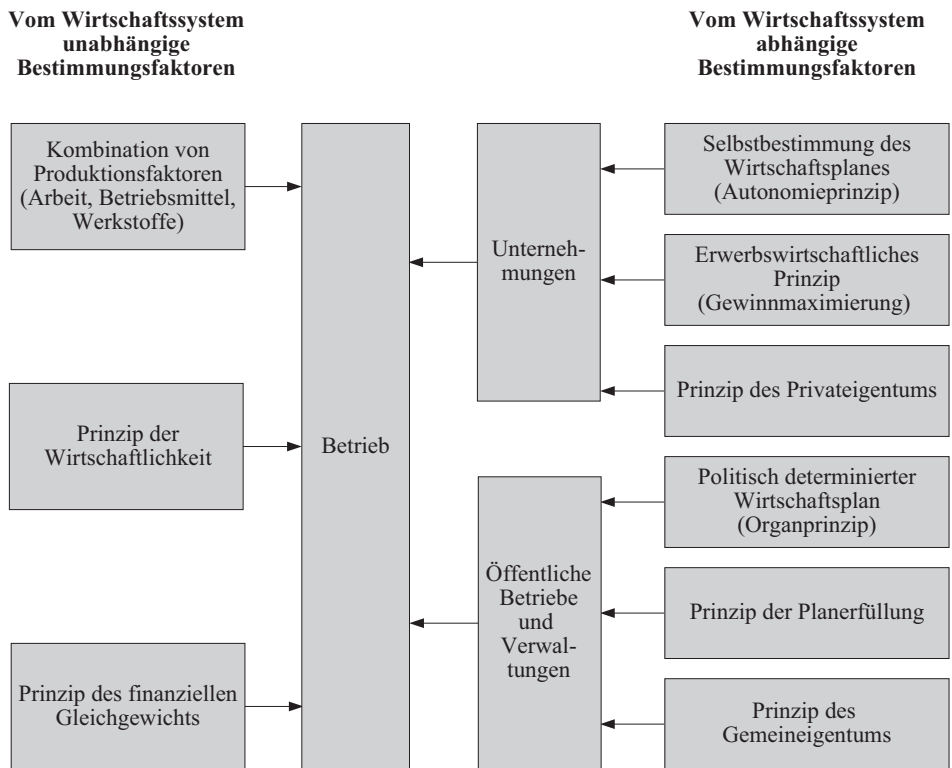 Vom Wirtschaftssystem
unabhängige
Bestimmungsfaktoren
Vom Wirtschaftssystem
abhängige
Bestimmungsfaktoren
Kombination von
Produktionsfaktoren
(Arbeit, Betriebsmittel,
Werkstoffe)
Prinzip der
Wirtschaftlichkeit
Prinzip des finanziellen
Gleichgewichts
Betrieb
Unterneh-
mungen
Öffentliche
Betriebe
und
Verwal-
tungen
Selbstbestimmung des
Wirtschaftsplanes
(Autonomieprinzip)
Erwerbswirtschaftliches
Prinzip
(Gewinnmaximierung)
Prinzip des Privateigentums
Politisch determinierter
Wirtschaftsplan
(Organprinzip)
Prinzip der Planerfüllung
Prinzip des
Gemeineigentums